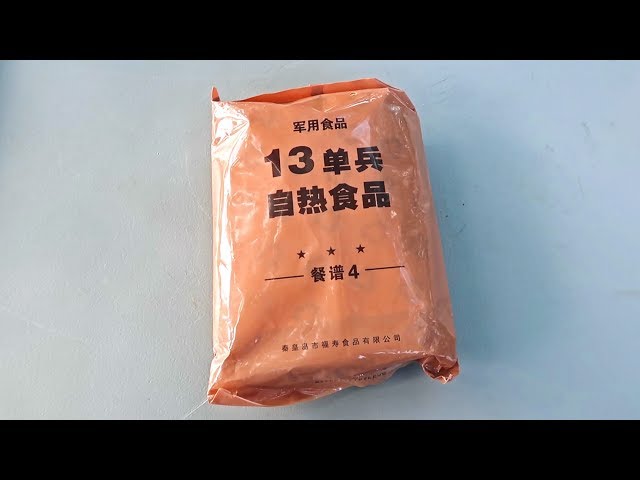 军用食品
13单兵
自热食品
★ ★ ★
餐谱4
秦皇岛市福寿食品有限公司